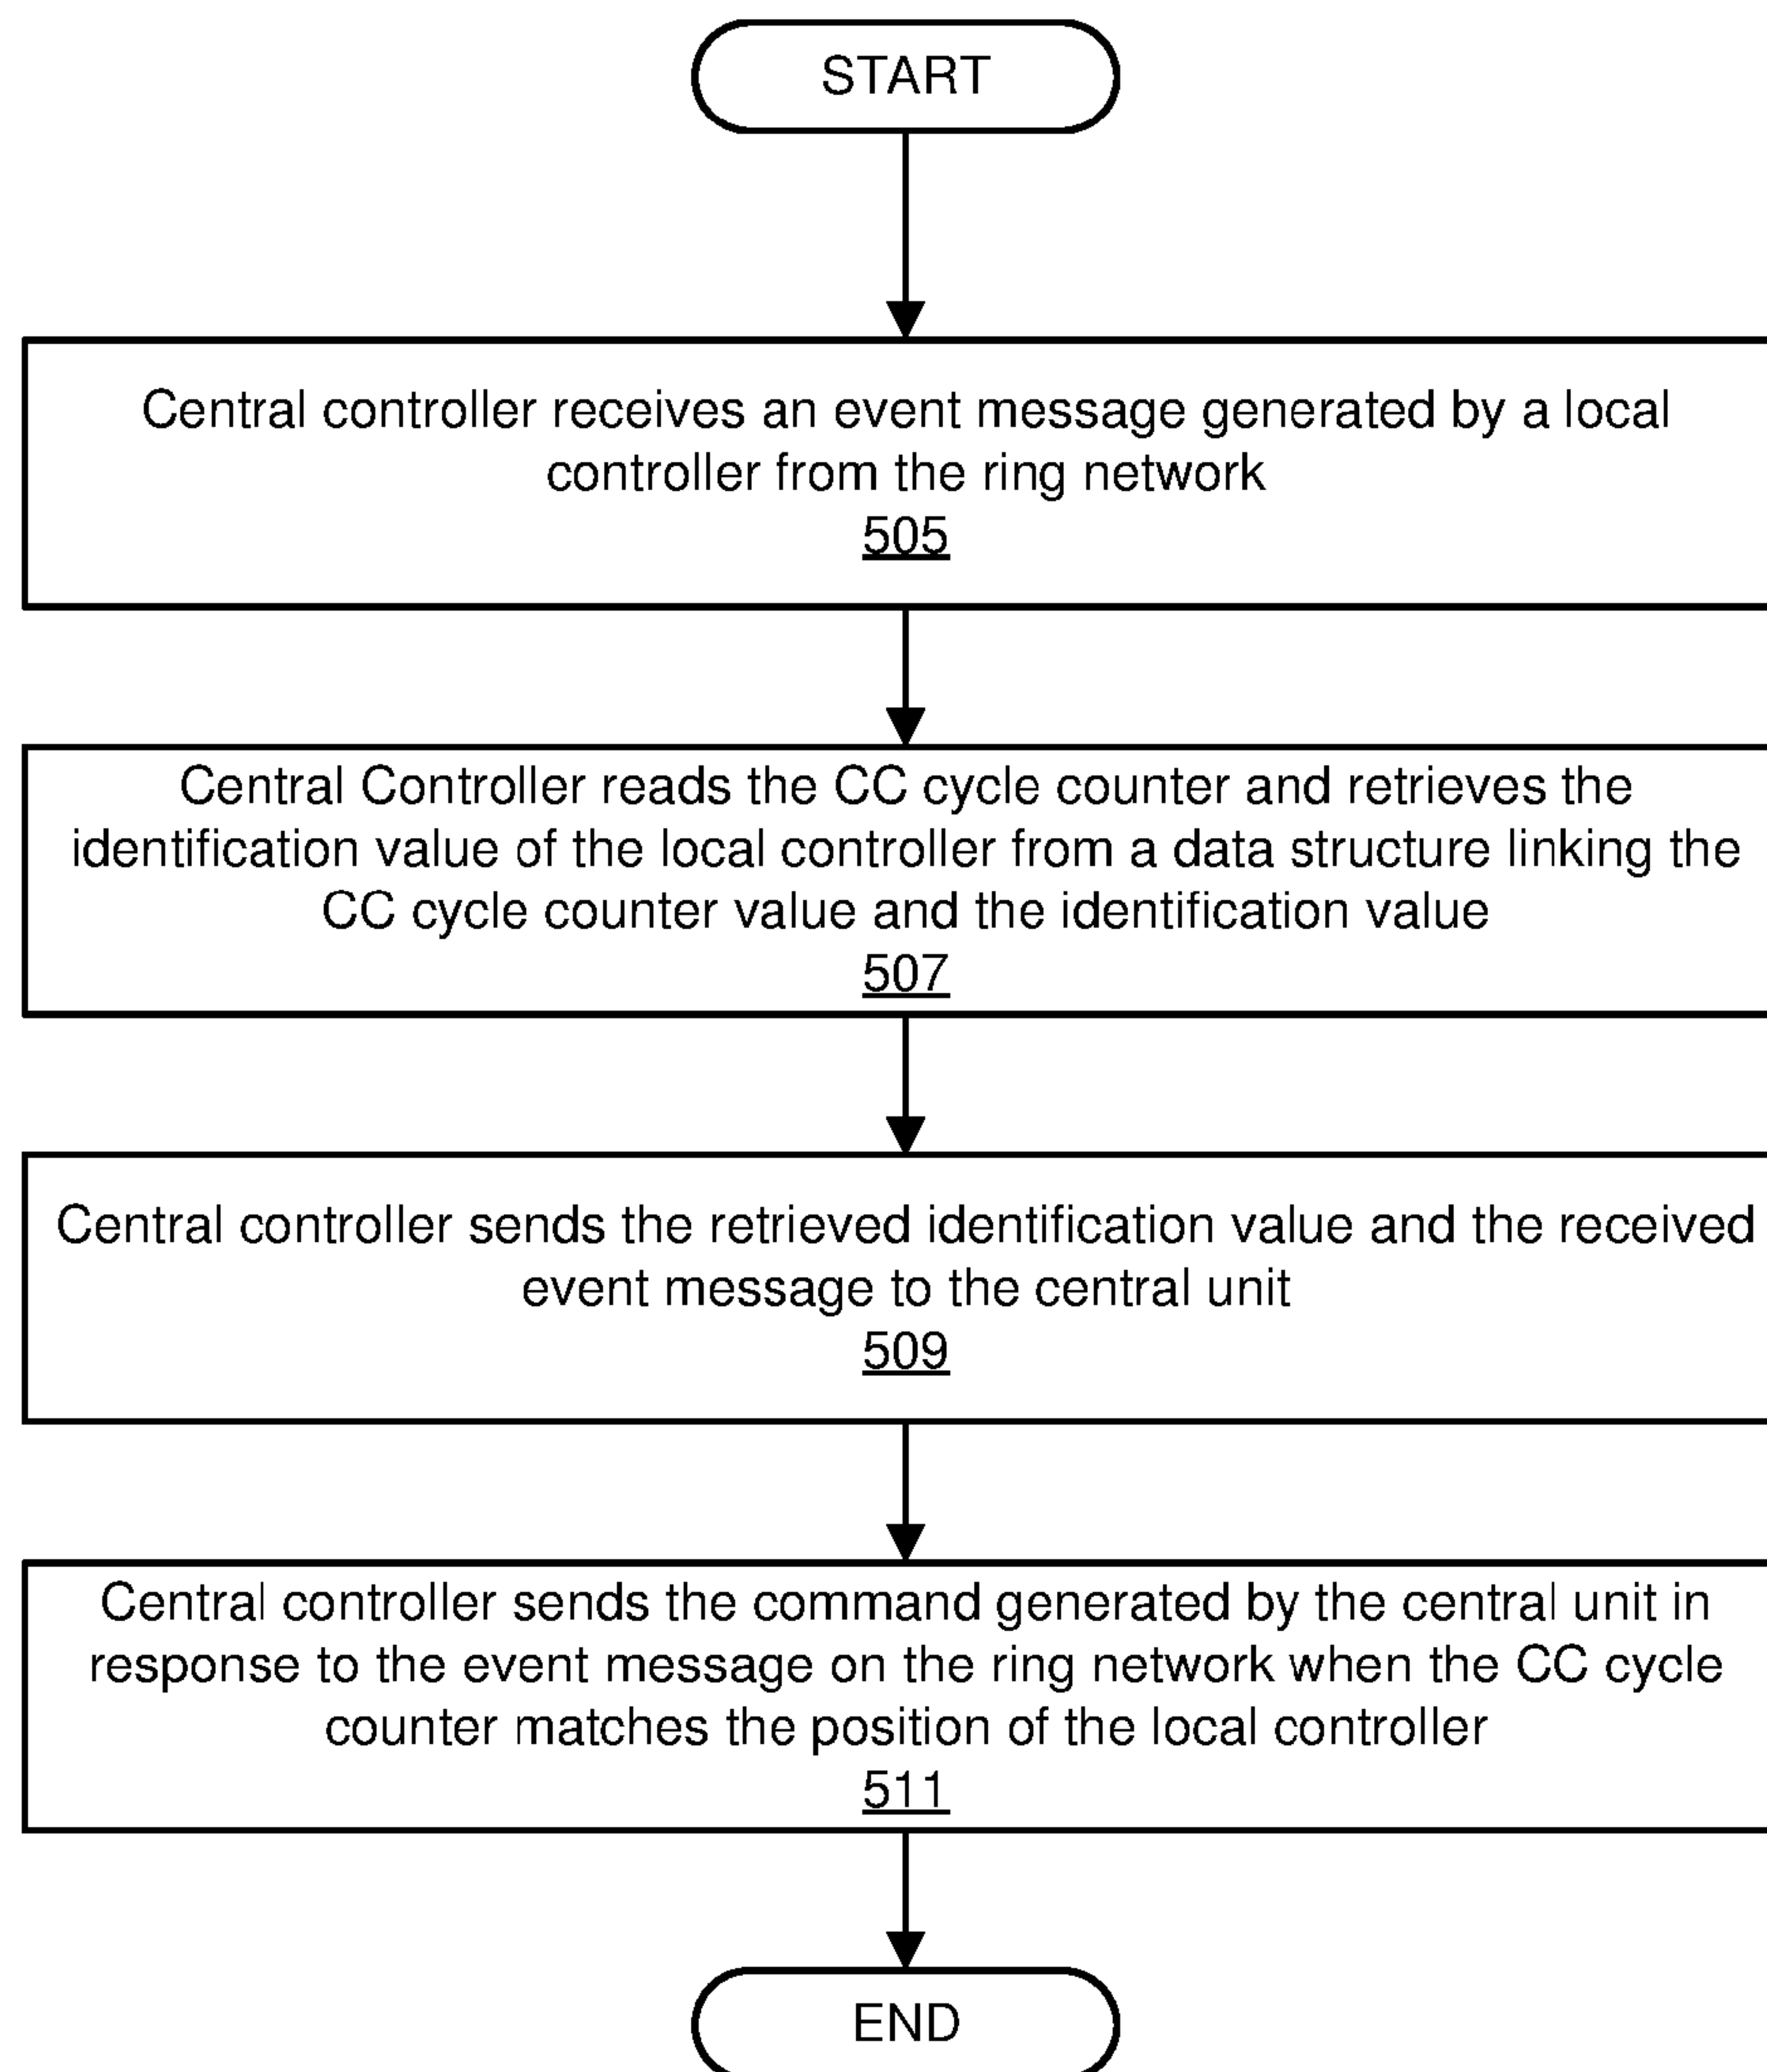 START
Central controller receives an event message generated by a local
controller from the ring network
505
Central Controller reads the CC cycle counter and retrieves the
identification value of the local controller from a data structure linking the
CC cycle counter value and the identification value
507
Central controller sends the retrieved identification value and the received
event message to the central unit
509
Central controller sends the command generated by the central unit in
response to the event message on the ring network when the CC cycle
counter matches the position of the local controller
511
END